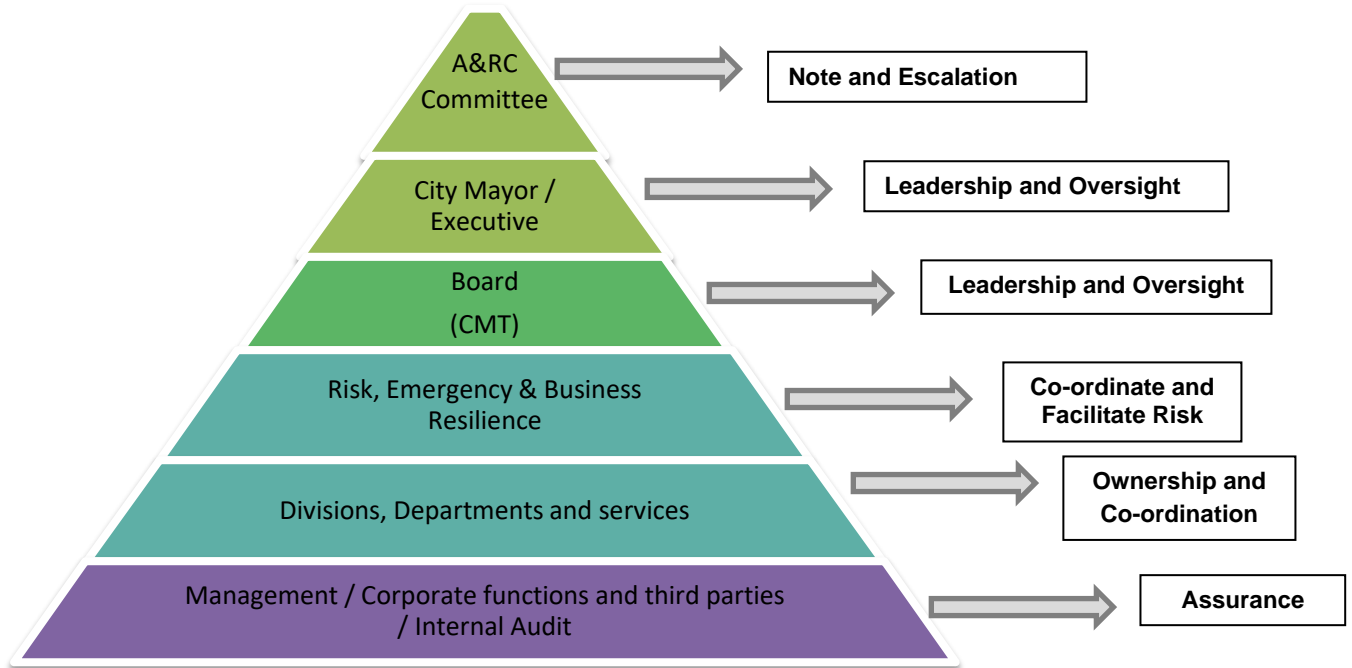 A&RC
Committee
Note and Escalation
City Mayor /
Executive
Leadership and Oversight
Board
(CMT)
Leadership and Oversight
Risk, Emergency & Business
Resilience
Co-ordinate and
Facilitate Risk
Divisions, Departments and services
Ownership and
Co-ordination
Management / Corporate functions and third parties
/ Internal Audit
Assurance